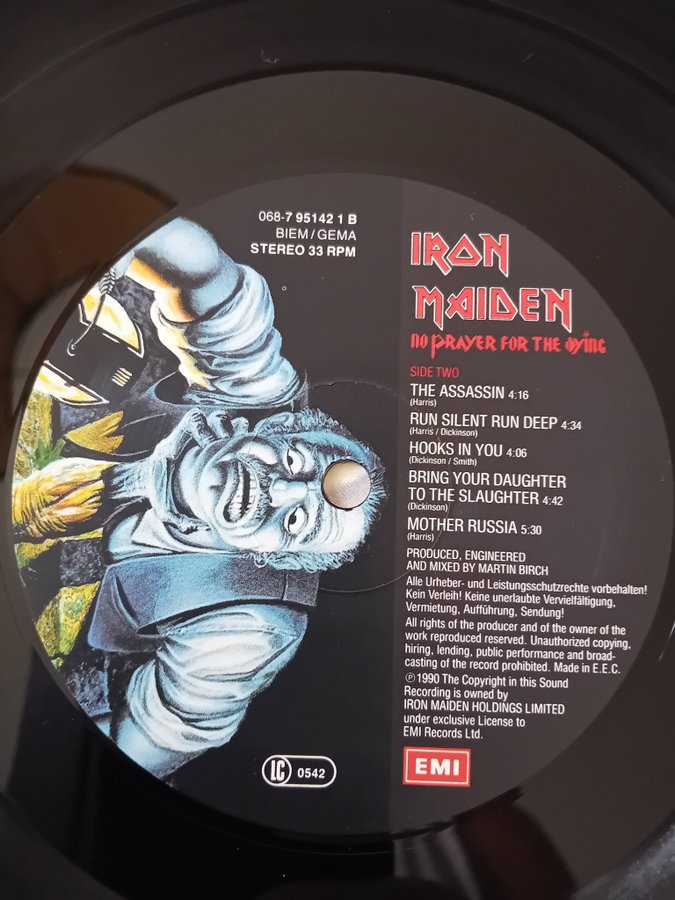 068-7 95142 1 B
BIEM/GEMA
STEREO 33 RPM
IRON
MAIDEN
NO PRAYER FOR THE DYING
SIDE TWO
THE ASSASSIN 4:16
(Harris)
RUN SILENT RUN DEEP 4:34
(Harris / Dickinson)
HOOKS IN YOU 4:06
(Dickinson / Smith)
BRING YOUR DAUGHTER
TO THE SLAUGHTER 4:42
(Dickinson)
MOTHER RUSSIA 5:30
(Harris)
PRODUCED, ENGINEERED
AND MIXED BY MARTIN BIRCH
Alle Urheber- und Leistungsschutzrechte vorbehalten!
Kein Verleih! Keine unerlaubte Vervielfältigung,
Vermietung, Aufführung, Sendung!
All rights of the producer and of the owner of the
work reproduced reserved. Unauthorized copying,
hiring, lending, public performance and broad-
casting of the record prohibited. Made in E.E.C.
℗ 1990 The Copyright in this Sound
Recording is owned by
IRON MAIDEN HOLDINGS LIMITED
under exclusive License to
EMI Records Ltd.
LC 0542
EMI